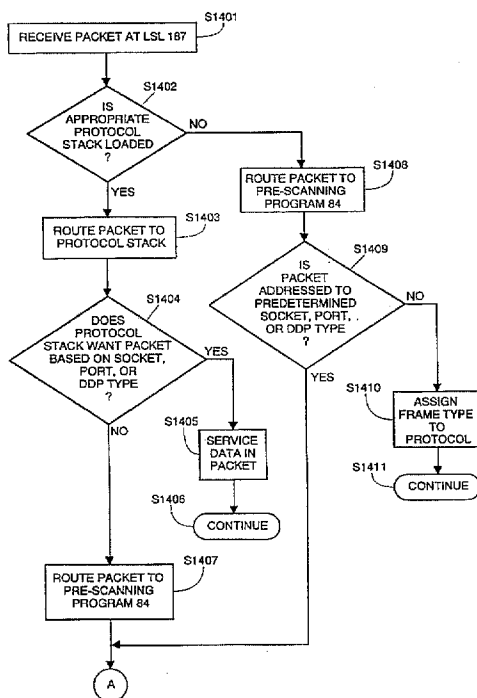 S1401
RECEIVE PACKET AT LSL 167
S1402
IS
APPROPRIATE
PROTOCOL
STACK LOADED
?
NO
YES
S1408
ROUTE PACKET TO
PRE-SCANNING
PROGRAM 84
S1403
ROUTE PACKET TO
PROTOCOL STACK
S1409
IS
PACKET
ADDRESSED TO
PREDETERMINED
SOCKET, PORT,
OR DDP TYPE
?
NO
YES
S1404
DOES
PROTOCOL
STACK WANT PACKET
BASED ON SOCKET,
PORT, OR
DDP TYPE
?
YES
NO
S1410
ASSIGN
FRAME TYPE
TO
PROTOCOL
S1405
SERVICE
DATA IN
PACKET
S1411
CONTINUE
S1406
CONTINUE
S1407
ROUTE PACKET TO
PRE-SCANNING
PROGRAM 84
A